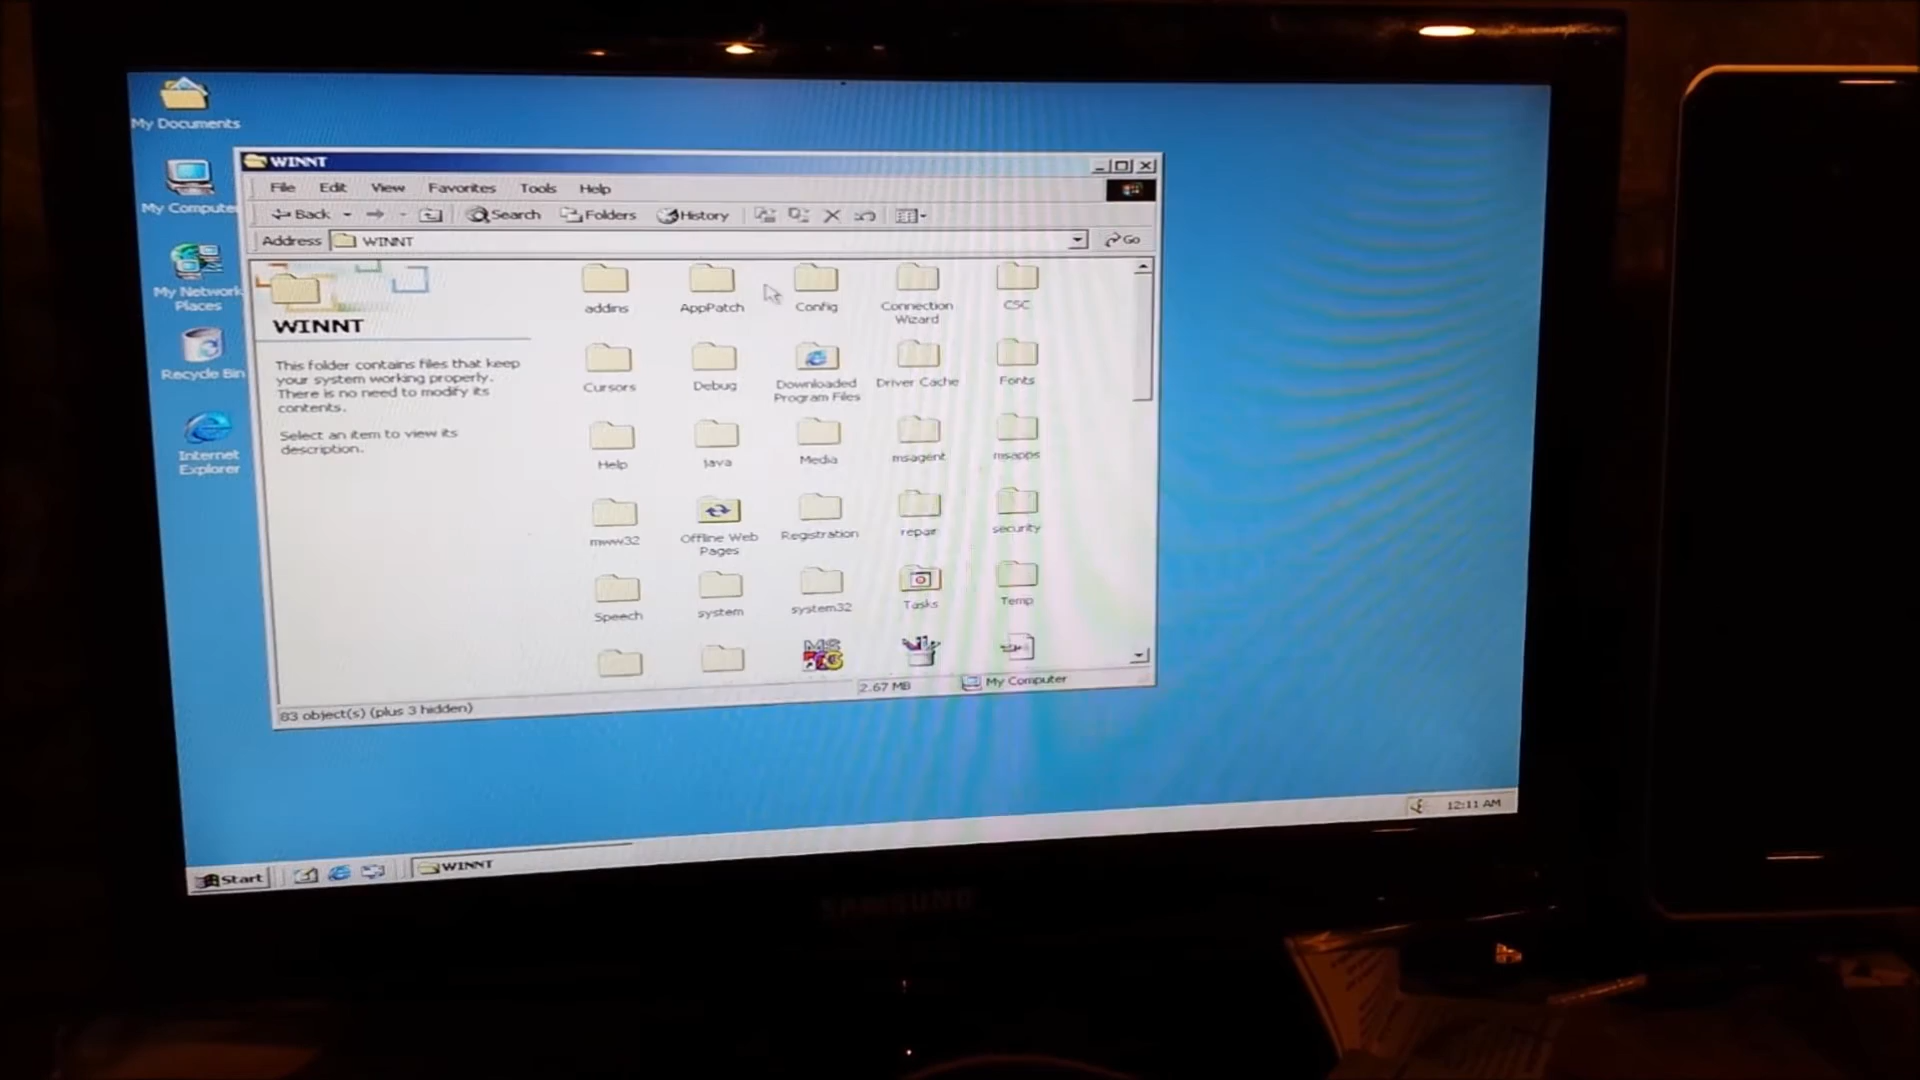 My Documents
My Computer
My Network
Places
Recycle Bin
Internet
Explorer
WINNT
File Edit View Favorites Tools Help
Back Search Folders History
Address WINNT Go
WINNT
This folder contains files that keep
your system working properly.
There is no need to modify its
contents.
Select an item to view its
description.
addins AppPatch Config Connection
Wizard CSC
Cursors Debug Downloaded
Program Files Driver Cache Fonts
Help java Media msagent msapps
mww32 Offline Web
Pages Registration repair security
Speech system system32 Tasks Temp
83 object(s) (plus 3 hidden) 2.67 MB My Computer
Start WINNT 12:11 AM
SAMSUNG